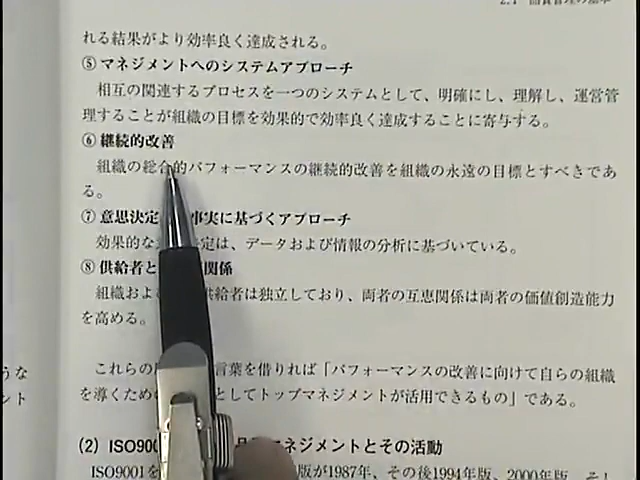 2.1 品質管理の基本
れる結果がより効率良く達成される。
⑤ マネジメントへのシステムアプローチ
相互の関連するプロセスを一つのシステムとして、明確にし、理解し、運営管
理することが組織の目標を効果的で効率良く達成することに寄与する。
⑥ 継続的改善
組織の総合的パフォーマンスの継続的改善を組織の永遠の目標とすべきであ
る。
⑦ 意思決定 事実に基づくアプローチ
効果的な 決定は、データおよび情報の分析に基づいている。
⑧ 供給者と 関係
組織およ 供給者は独立しており、両者の互恵関係は両者の価値創造能力
を高める。
これらの 言葉を借りれば「パフォーマンスの改善に向けて自らの組織
を導くため としてトップマネジメントが活用できるもの」である。
(2) ISO900 マネジメントとその活動
ISO9001を 版が1987年、その後1994年版、2000年版、そし
うな
ント